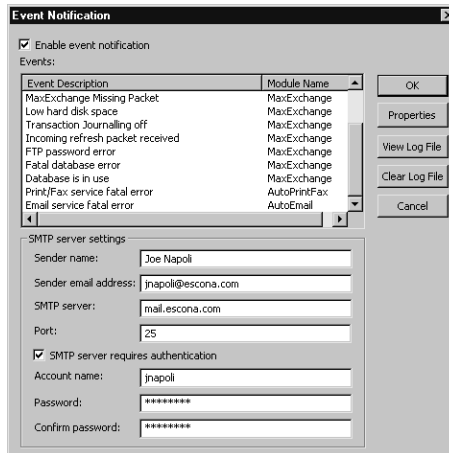 Event Notification
Enable event notification
Events:
Event Description Module Name
MaxExchange Missing Packet MaxExchange
Low hard disk space MaxExchange
Transaction Journalling off MaxExchange
Incoming refresh packet received MaxExchange
FTP password error MaxExchange
Fatal database error MaxExchange
Database is in use MaxExchange
Print/Fax service fatal error AutoPrintFax
Email service fatal error AutoEmail
OK
Properties
View Log File
Clear Log File
Cancel
SMTP server settings
Sender name: Joe Napoli
Sender email address: jnapoli@escona.com
SMTP server: mail.escona.com
Port: 25
SMTP server requires authentication
Account name: jnapoli
Password: ********
Confirm password: ********